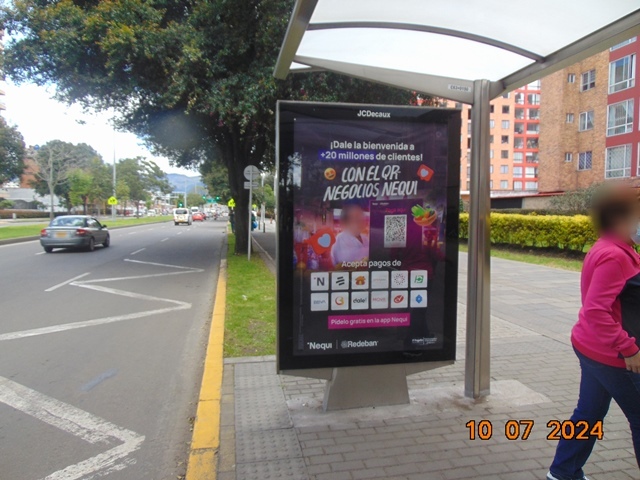 JCDecaux
¡Dale la bienvenida a
+20 millones de clientes!
CON EL QR
NEGOCIOS NEQUI
Acepta pagos de
N
dale!
Pídelo gratis en la app Nequi
Nequi | Redeban
10 07 2024